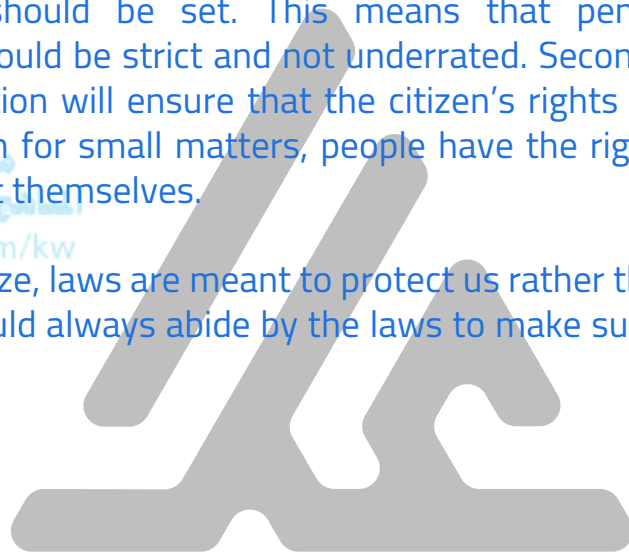 should be set. This means that pen
ould be strict and not underrated. Secon
tion will ensure that the citizen's rights
n for small matters, people have the rig
t themselves.
m/kw
ze, laws are meant to protect us rather th
uld always abide by the laws to make su